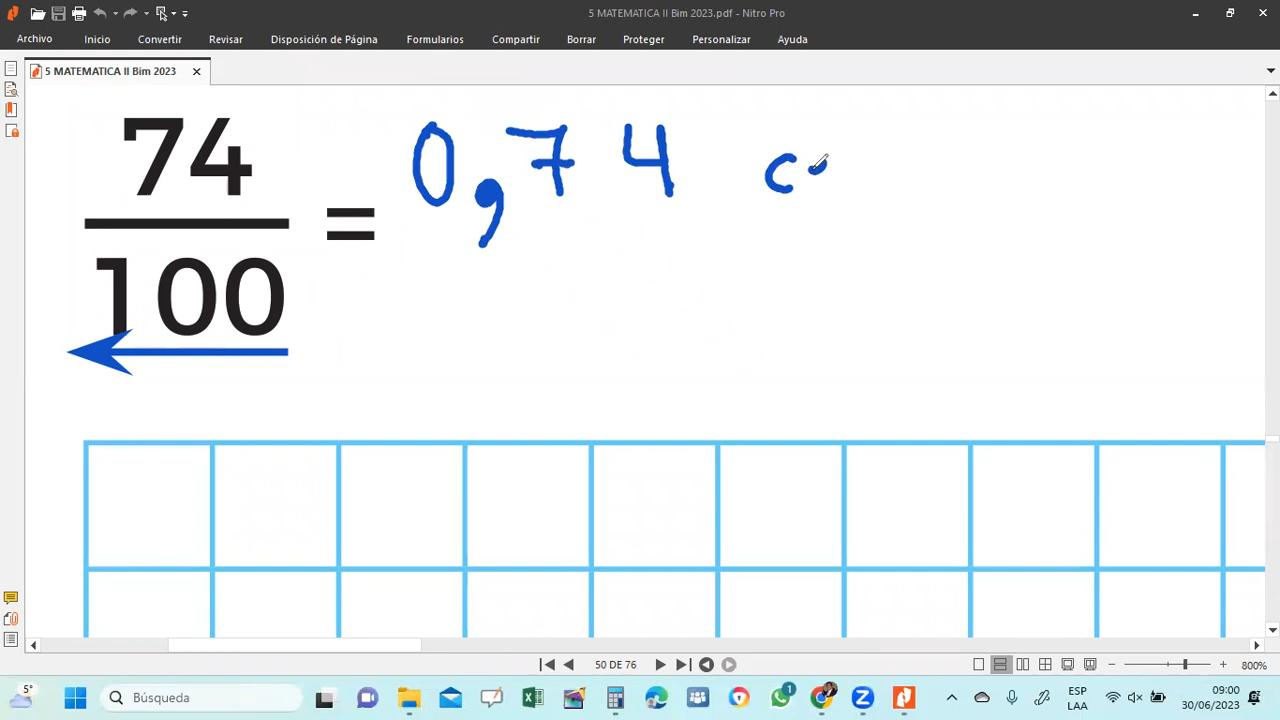 5 MATEMATICA II Bim 2023.pdf - Nitro Pro
Archivo Inicio Convertir Revisar Disposición de Página Formularios Compartir Borrar Proteger Personalizar Ayuda
5 MATEMATICA II Bim 2023
74
100
= 0,74
50 DE 76
800%
5°
Búsqueda
1
ESP
LAA
09:00
30/06/2023